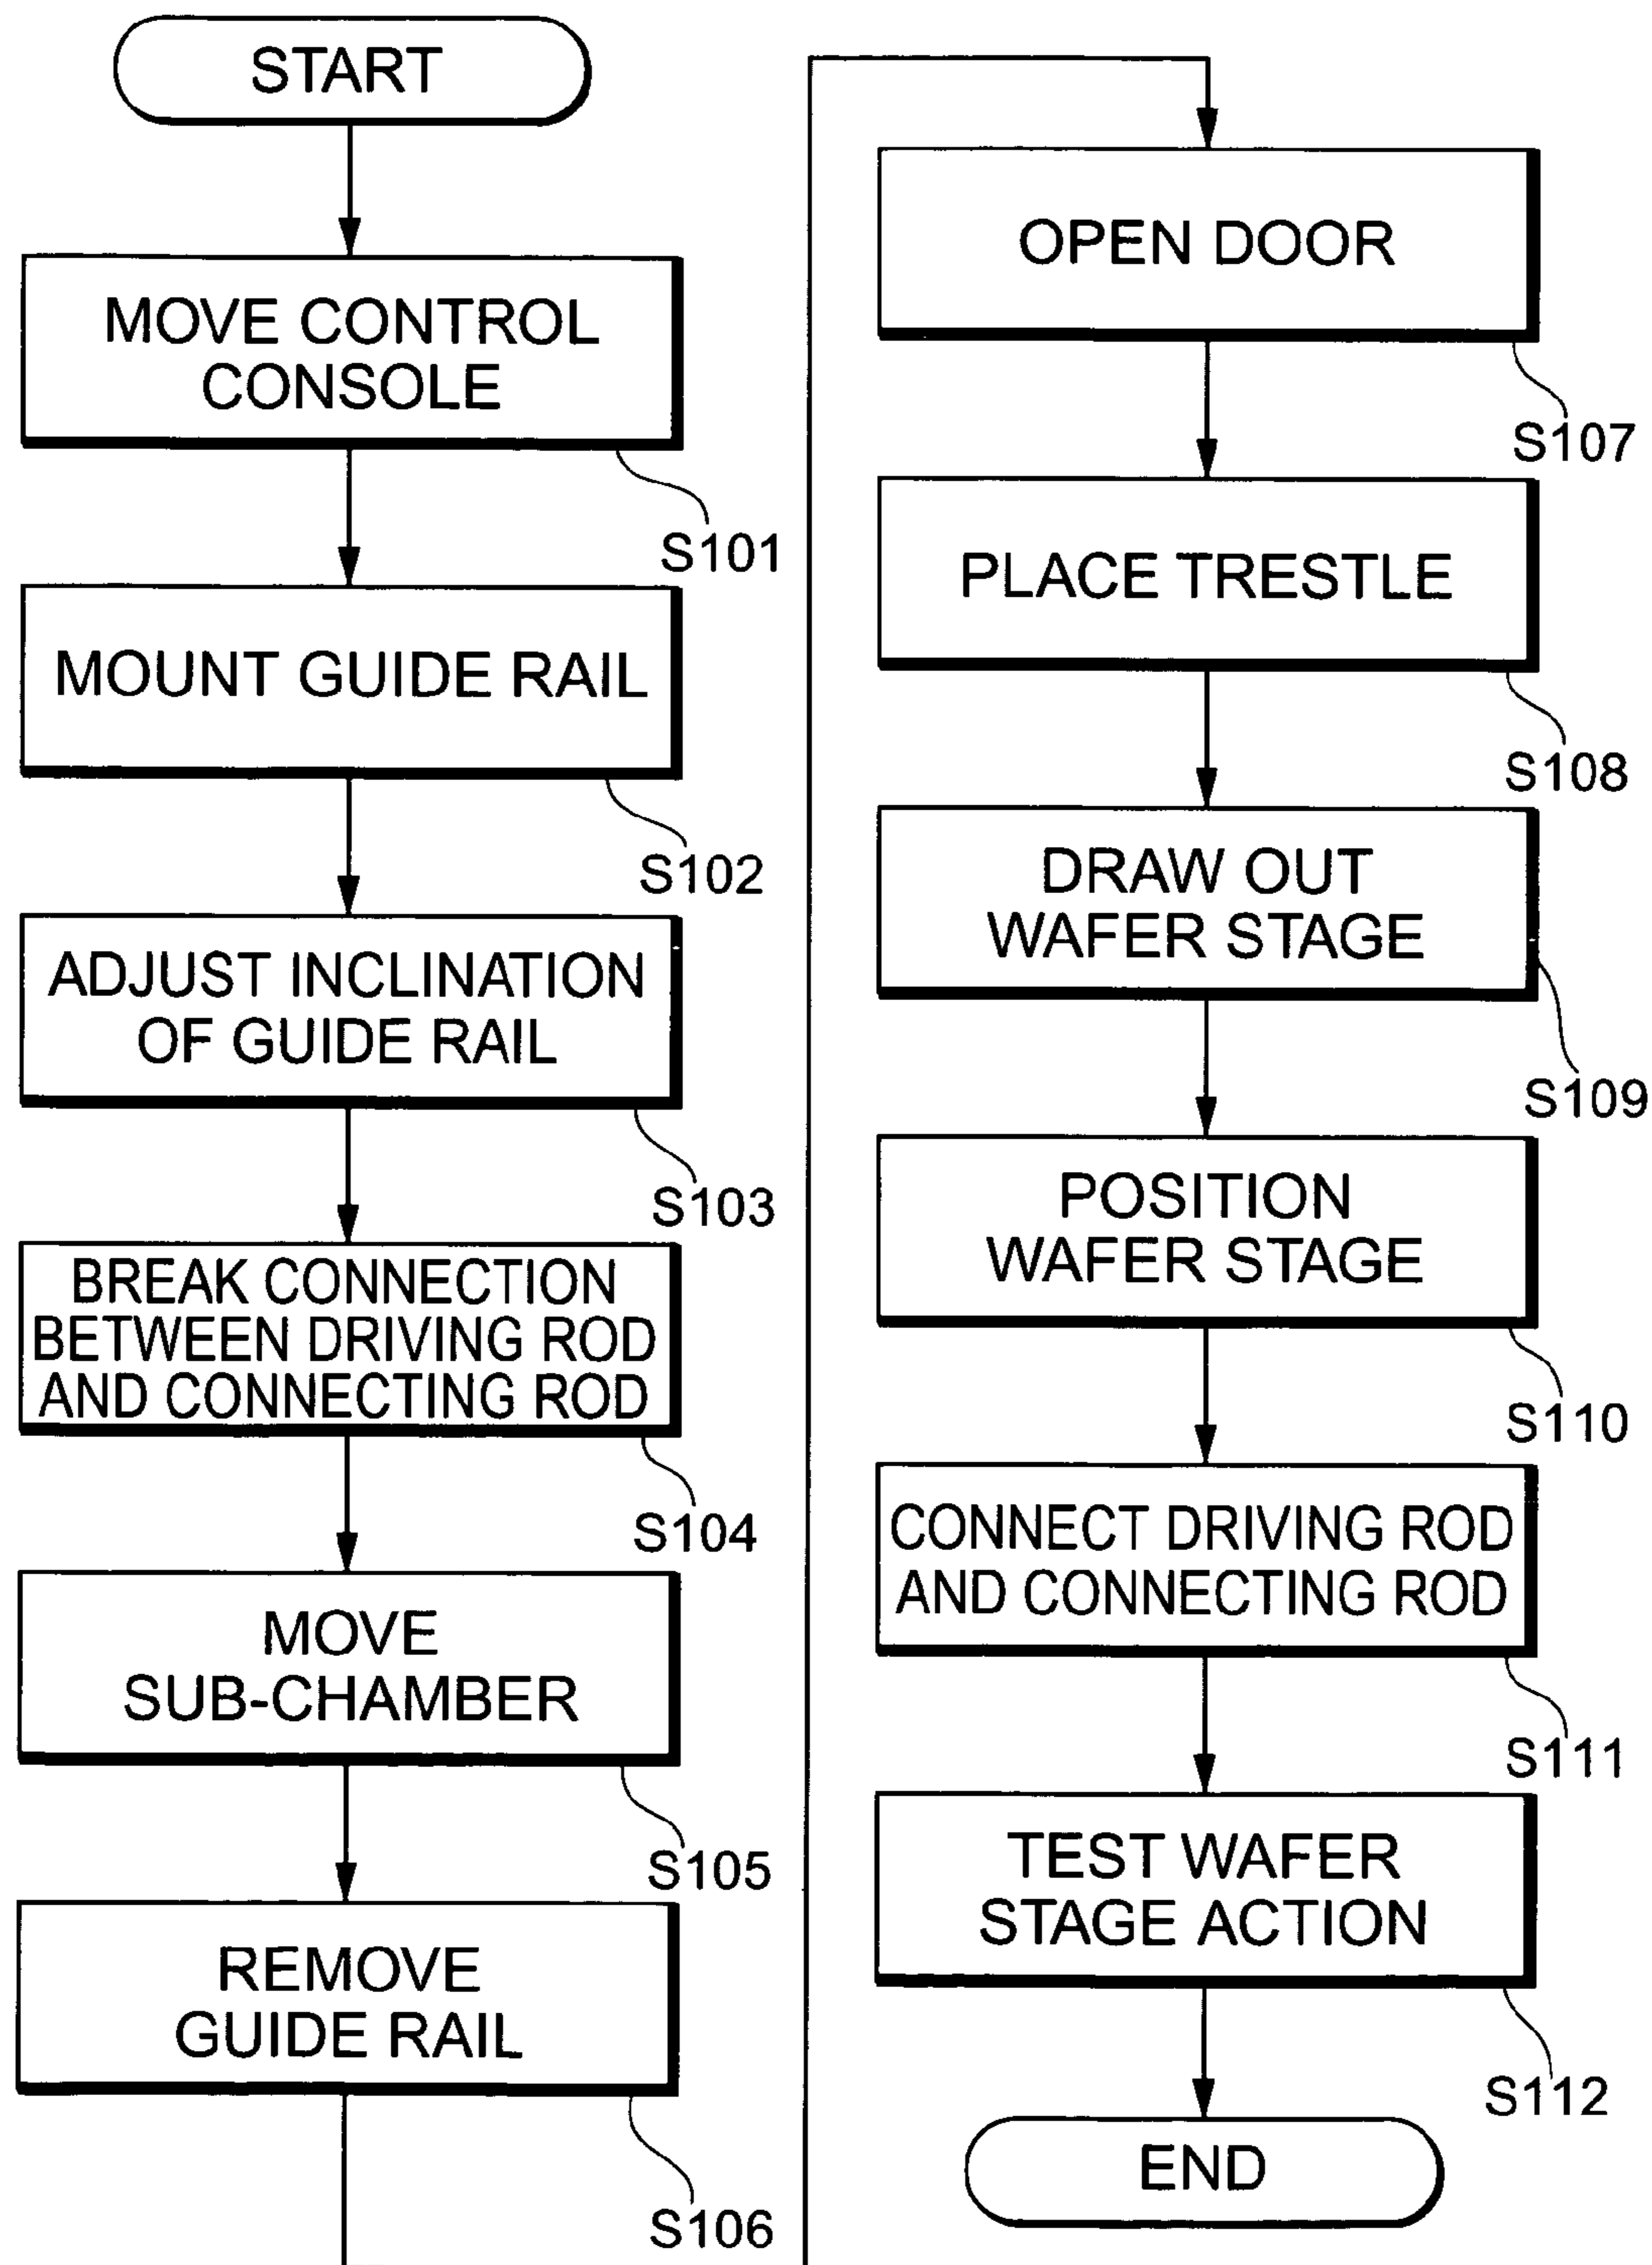 START
MOVE CONTROL
CONSOLE
S101
MOUNT GUIDE RAIL
S102
ADJUST INCLINATION
OF GUIDE RAIL
S103
BREAK CONNECTION
BETWEEN DRIVING ROD
AND CONNECTING ROD
S104
MOVE
SUB-CHAMBER
S105
REMOVE
GUIDE RAIL
S106
OPEN DOOR
S107
PLACE TRESTLE
S108
DRAW OUT
WAFER STAGE
S109
POSITION
WAFER STAGE
S110
CONNECT DRIVING ROD
AND CONNECTING ROD
S111
TEST WAFER
STAGE ACTION
S112
END